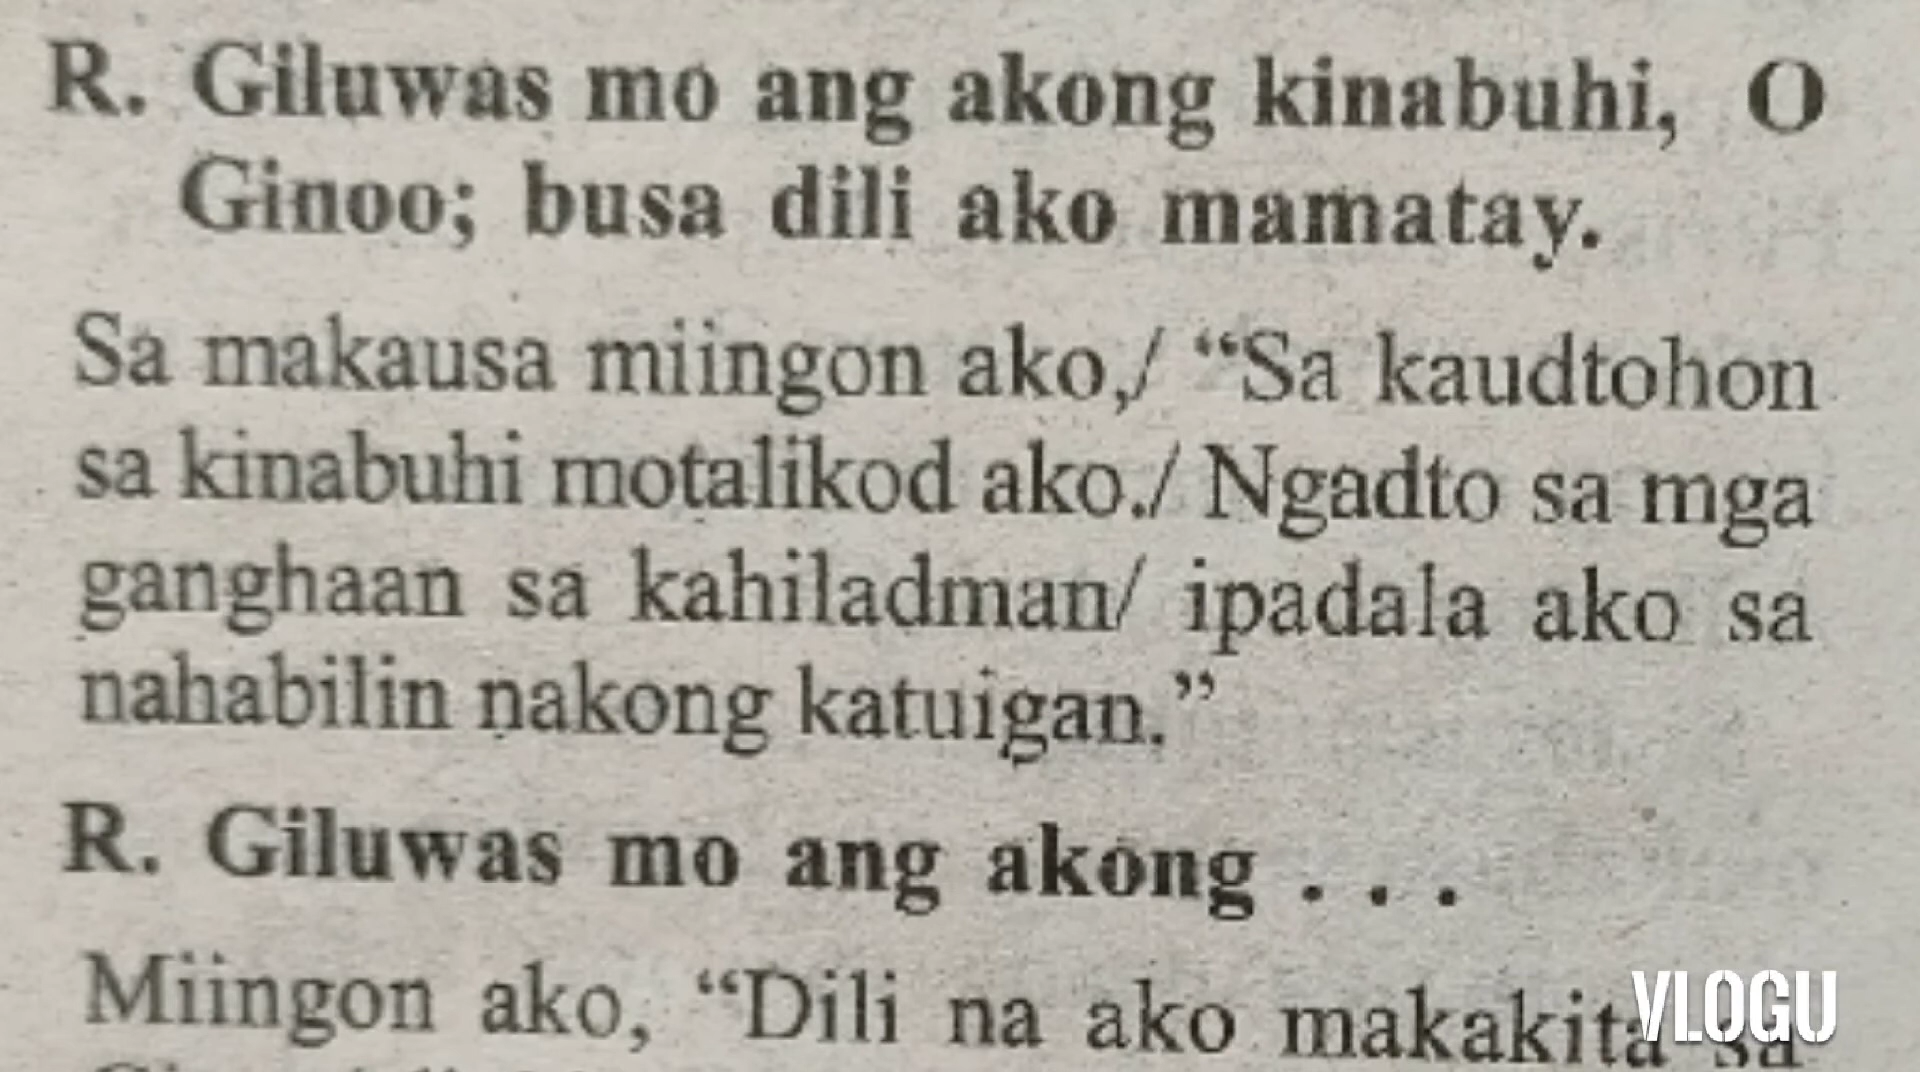 R. Giluwas mo ang akong kinabuhi, O
Ginoo; busa dili ako mamatay.
Sa makausa miingon ako,/ “Sa kaudtohon
sa kinabuhi motalikod ako./ Ngadto sa mga
ganghaan sa kahiladman/ ipadala ako sa
nahabilin nakong katuigan.”
R. Giluwas mo ang akong . . .
Miingon ako, “Dili na ako makakita sa
VLOGU